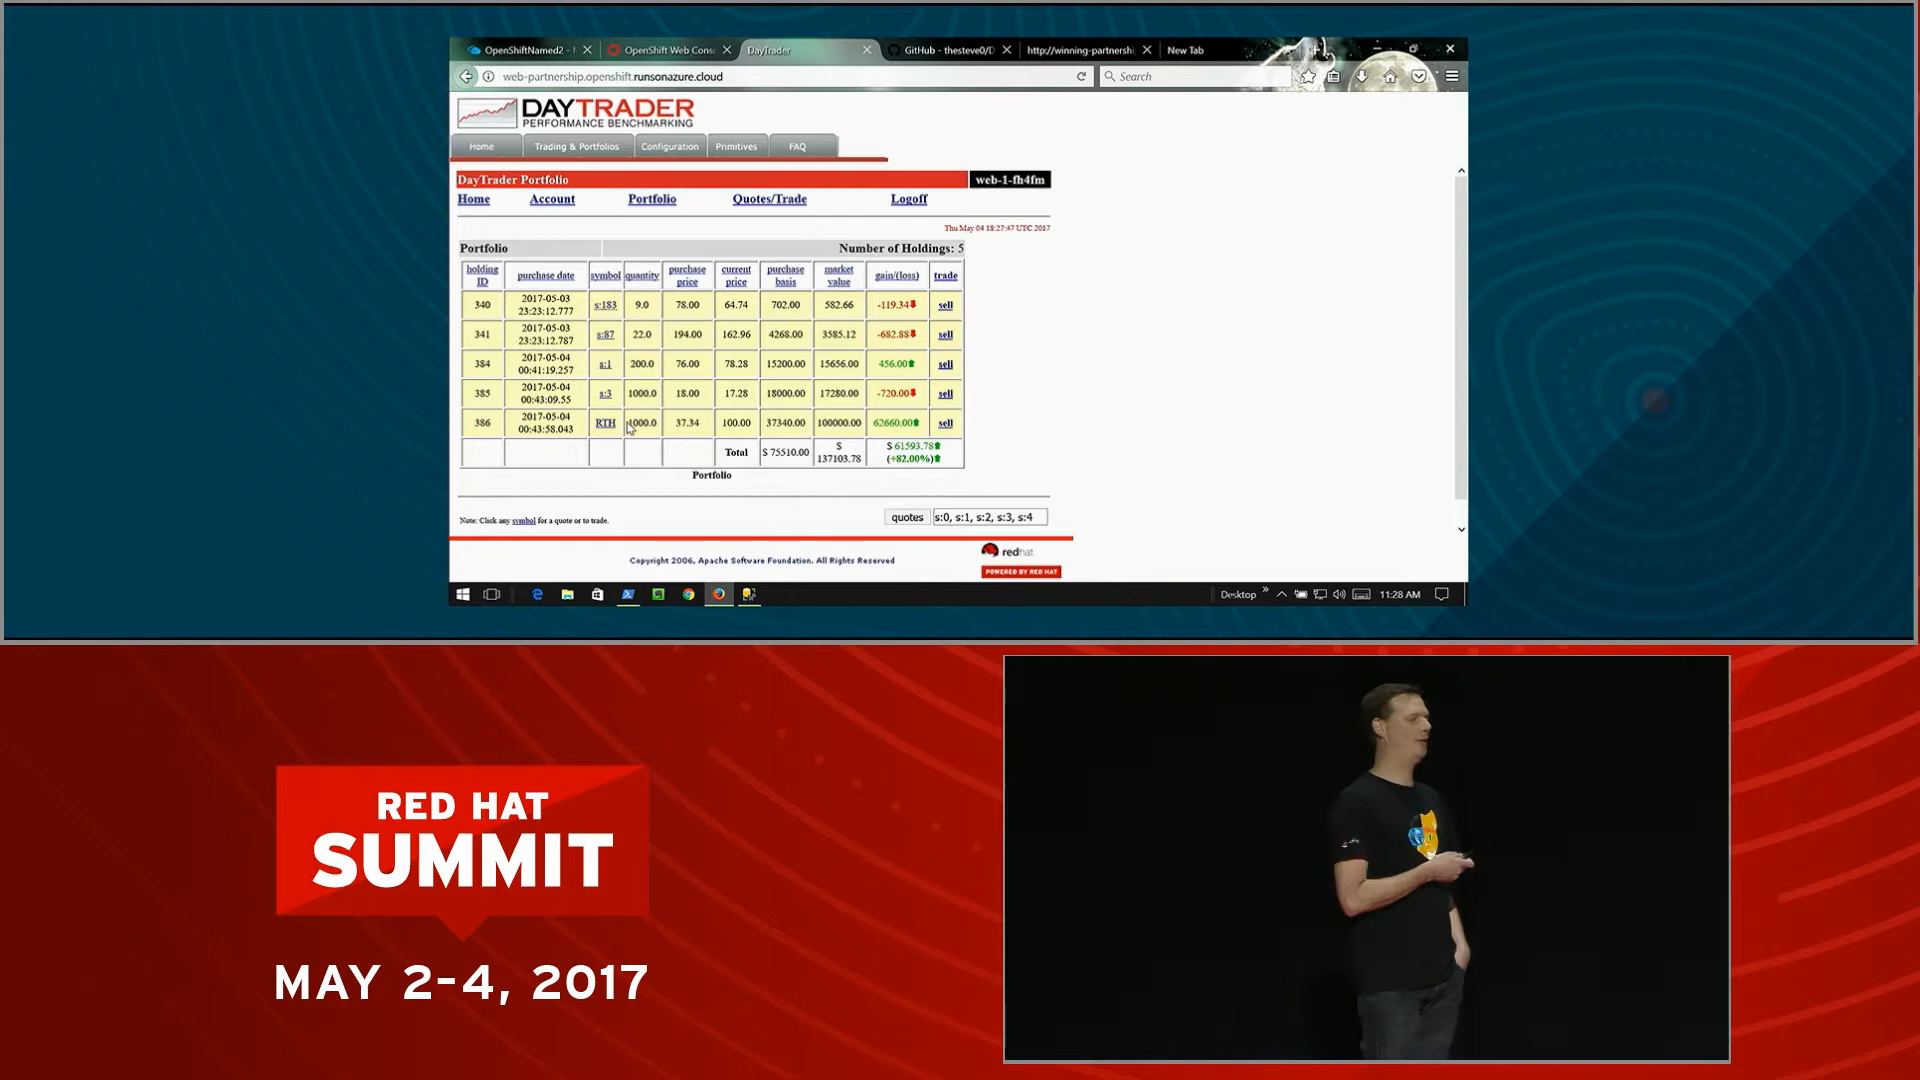 OpenShiftNamed2 -
OpenShift Web Cons
DayTrader
GitHub - thesteve0/D
http://winning-partnershi
New Tab
web-partnership.openshift.runsonazure.cloud
Search
DAYTRADER
PERFORMANCE BENCHMARKING
Home Trading & Portfolios Configuration Primitives FAQ
DayTrader Portfolio web-1-fh4fm
Home Account Portfolio Quotes/Trade Logoff
Thu May 04 18:27:47 UTC 2017
Portfolio Number of Holdings: 5
holding ID purchase date symbol quantity purchase price current price purchase basis market value gain/(loss) trade
340 2017-05-03 23:23:12.777 s:183 9.0 78.00 64.74 702.00 582.66 -119.34 sell
341 2017-05-03 23:23:12.787 s:87 22.0 194.00 162.96 4268.00 3585.12 -682.88 sell
384 2017-05-04 00:41:19.257 s:1 200.0 76.00 78.28 15200.00 15656.00 456.00 sell
385 2017-05-04 00:43:09.55 s:3 1000.0 18.00 17.28 18000.00 17280.00 -720.00 sell
386 2017-05-04 00:43:58.043 RTH 1000.0 37.34 100.00 37340.00 100000.00 62660.00 sell
Total $ 75510.00 $ 137103.78 $ 61593.78 (+82.00%)
Portfolio
Note: Click any symbol for a quote or to trade.
quotes s:0, s:1, s:2, s:3, s:4
Copyright 2006, Apache Software Foundation. All Rights Reserved
redhat
POWERED BY RED HAT
Desktop
11:28 AM
RED HAT
SUMMIT
MAY 2-4, 2017